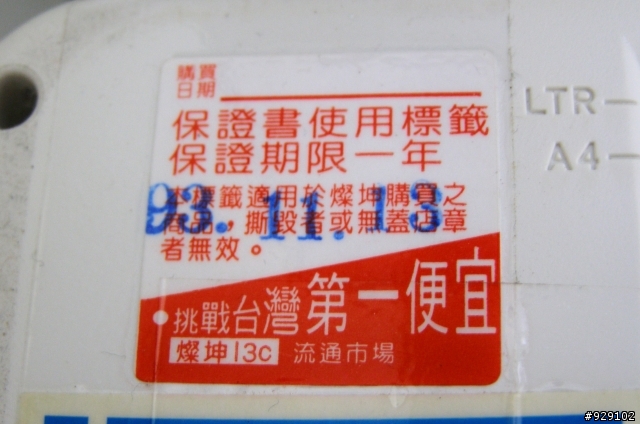 購買
日期
保證書使用標籤
保證期限一年
本標籤適用於燦坤購買之
商品，撕毀者或無蓋店章
者無效。
93.11.13
挑戰台灣第一便宜
燦坤13C 流通市場
LTR
A4
#929102